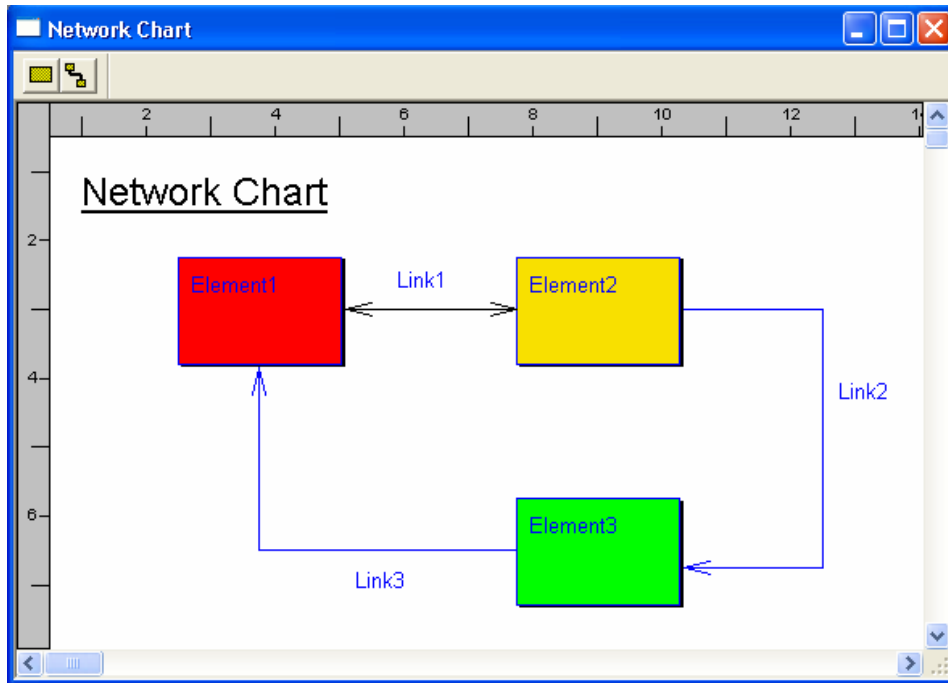 Network Chart
2 4 6 8 10 12
Network Chart
2
Element1
Link1
Element2
4
Link2
6
Element3
Link3